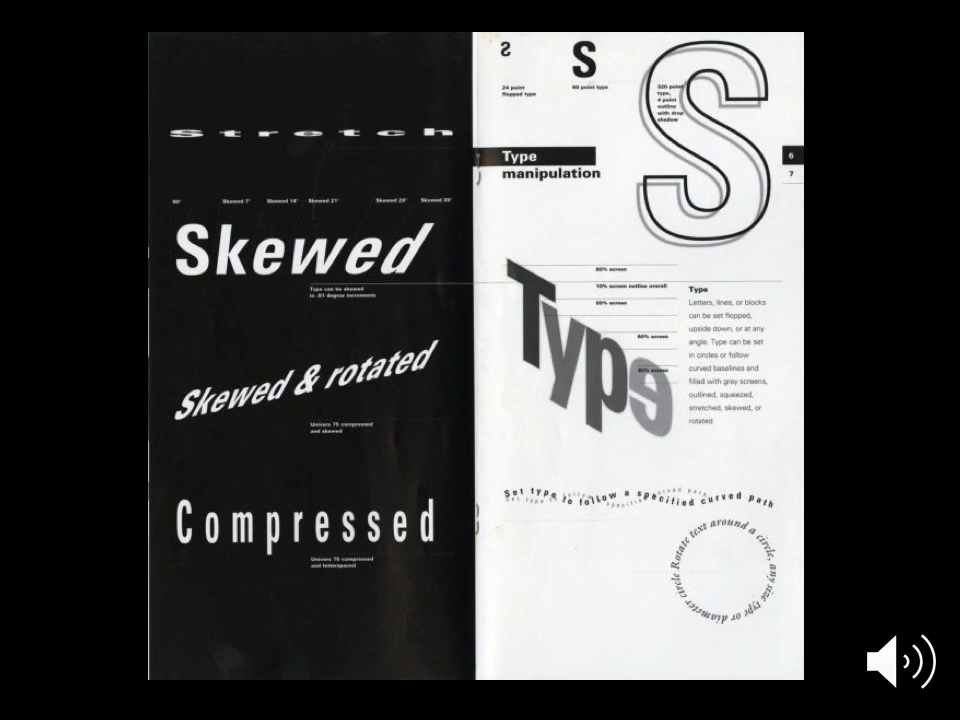 Stretch
90° Skewed 7° Skewed 14° Skewed 21° Skewed 28° Skewed 35°
Skewed
Type can be skewed
in .01 degree increments
Skewed & rotated
Univers 75 compressed
and skewed
Compressed
Univers 75 compressed
and letterspaced
S
24 point
flopped type
S
60 point type
S
320 point
type,
4 point
outline
with drop
shadow
Type
manipulation
6
7
Type
80% screen
10% screen outline overall
50% screen
60% screen
30% screen
Type
Letters, lines, or blocks
can be set flopped,
upside down, or at any
angle. Type can be set
in circles or follow
curved baselines and
filled with grey screens,
outlined, squeezed,
stretched, skewed, or
rotated.
Set type to follow a specified curved path
Rotate text around a circle, any size type or diameter circle